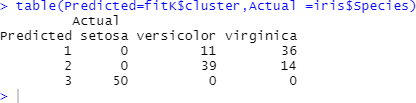 > table(Predicted=fitK$cluster,Actual =iris$Species)
         Actual
Predicted setosa versicolor virginica
        1      0         11        36
        2      0         39        14
        3     50          0         0
>